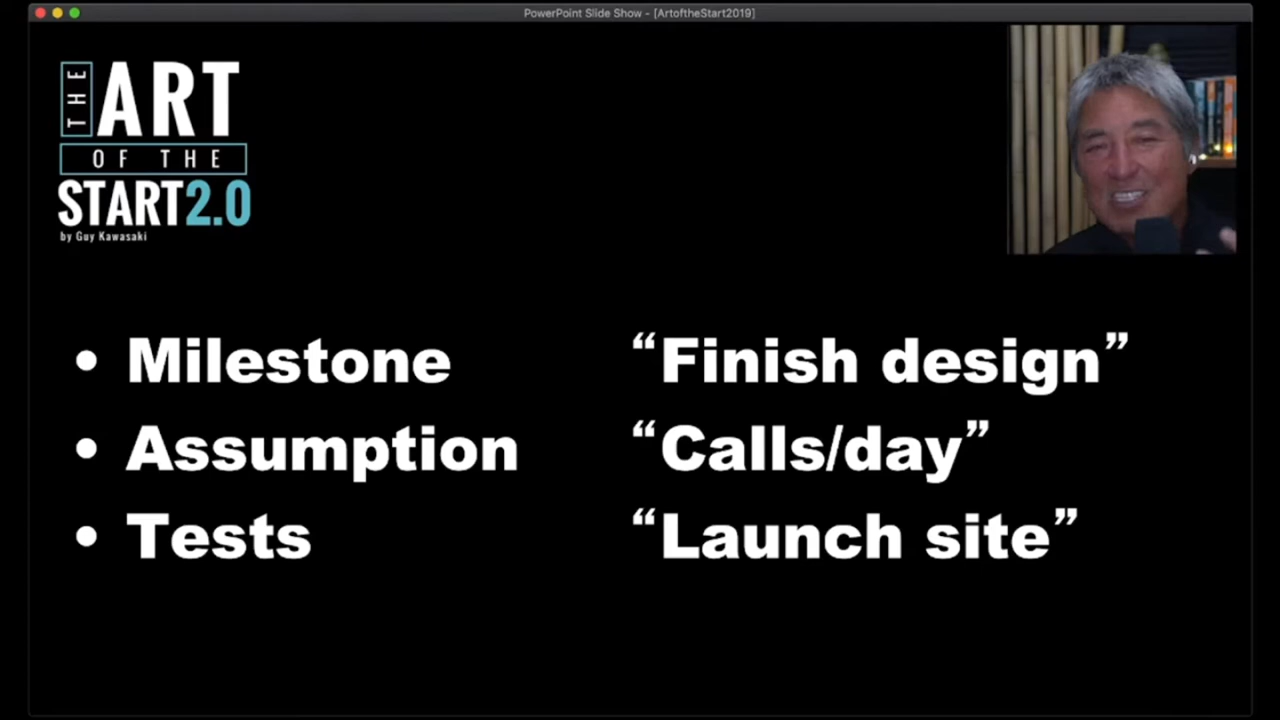 PowerPoint Slide Show - [ArtoftheStart2019]
THE ART
OF THE
START2.0
by Guy Kawasaki
• Milestone “Finish design”
• Assumption “Calls/day”
• Tests “Launch site”